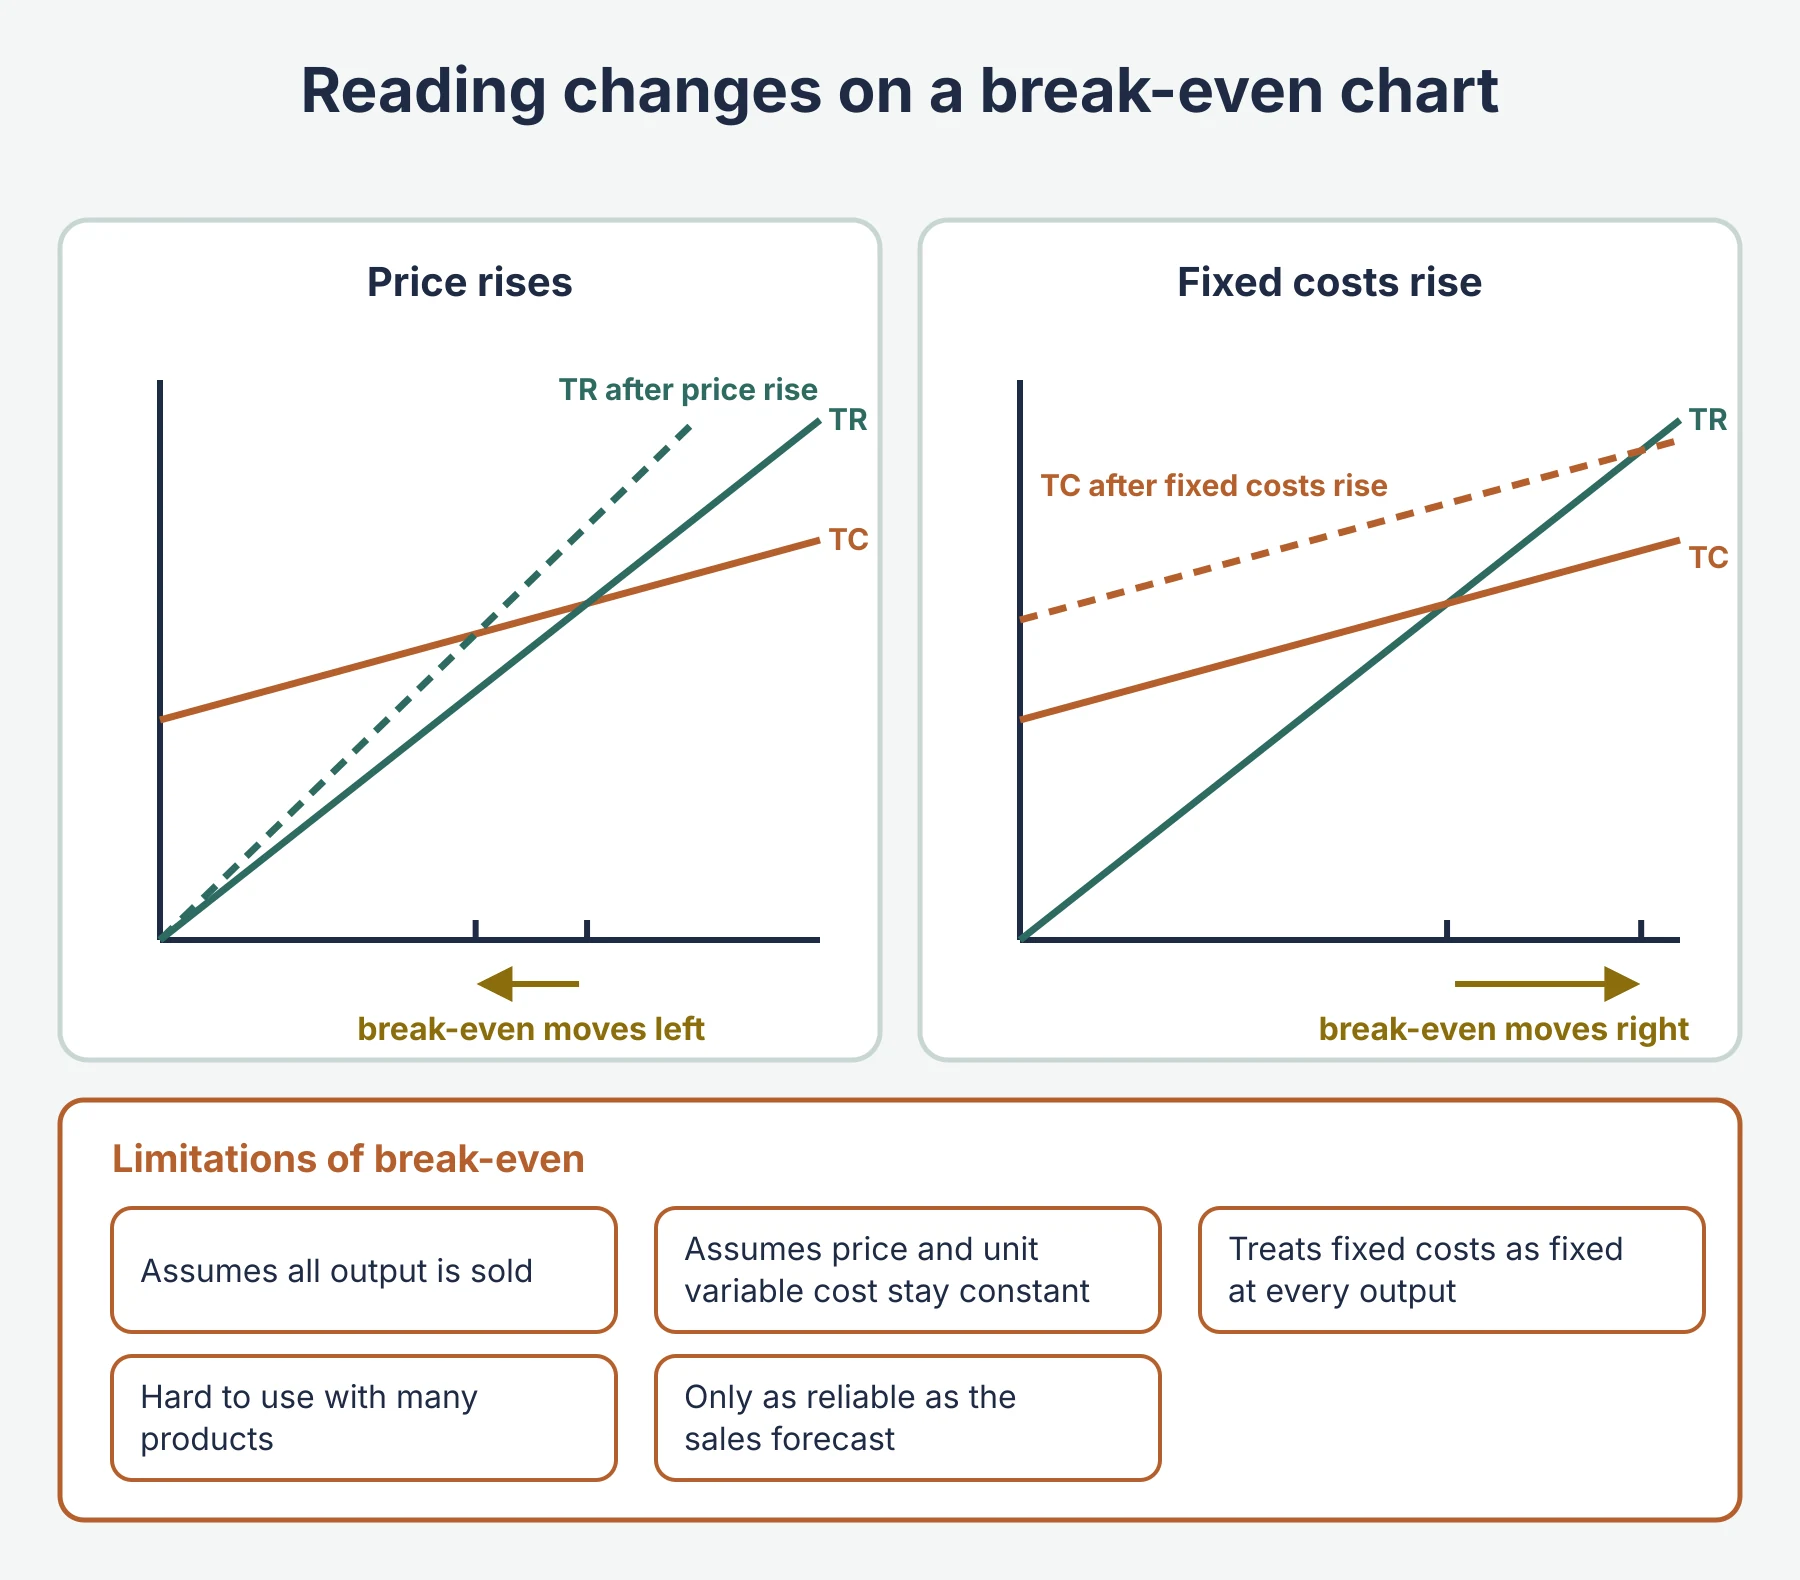 Reading changes on a break-even chart
Price rises
TR after price rise
TR
TC
break-even moves left
Fixed costs rise
TR
TC after fixed costs rise
TC
break-even moves right
Limitations of break-even
Assumes all output is sold
Assumes price and unit
variable cost stay constant
Treats fixed costs as fixed
at every output
Hard to use with many
products
Only as reliable as the
sales forecast